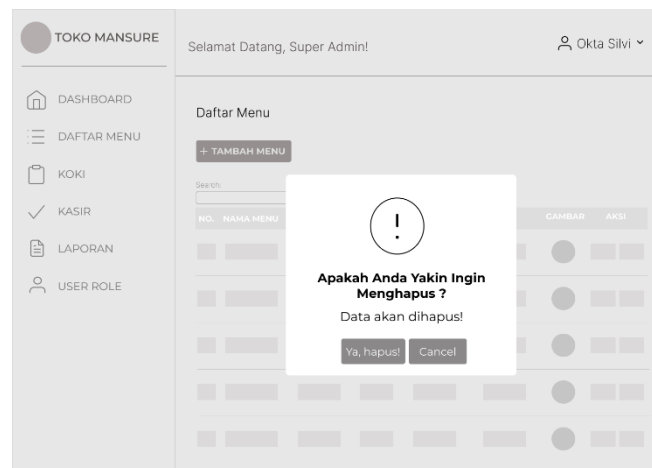 TOKO MANSURE
Selamat Datang, Super Admin!
Okta Silvi
DASHBOARD
DAFTAR MENU
KOKI
KASIR
LAPORAN
USER ROLE
Daftar Menu
+ TAMBAH MENU
Search:
NO. NAMA MENU GAMBAR AKSI
!
Apakah Anda Yakin Ingin
Menghapus ?
Data akan dihapus!
Ya, hapus! Cancel